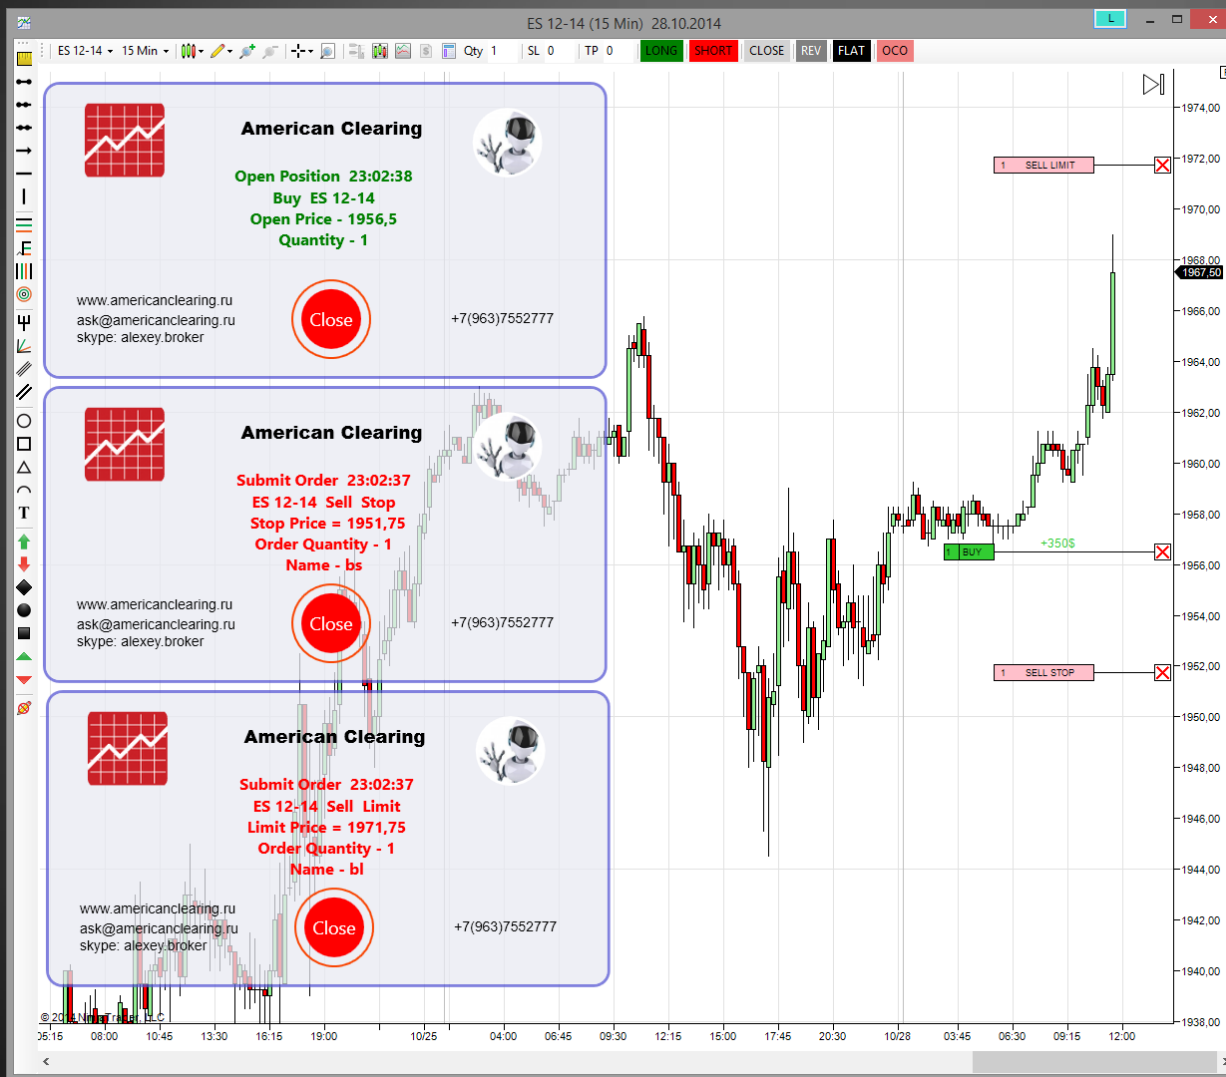 ES 12-14 (15 Min)  28.10.2014
L
ES 12-14 15 Min Qty 1 SL 0 TP 0 LONG SHORT CLOSE REV FLAT OCO
American Clearing
Open Position  23:02:38
Buy  ES 12-14
Open Price - 1956,5
Quantity - 1
www.americanclearing.ru
ask@americanclearing.ru
skype: alexey.broker
Close
+7(963)7552777
American Clearing
Submit Order  23:02:37
ES 12-14  Sell  Stop
Stop Price = 1951,75
Order Quantity - 1
Name - bs
www.americanclearing.ru
ask@americanclearing.ru
skype: alexey.broker
Close
+7(963)7552777
American Clearing
Submit Order  23:02:37
ES 12-14  Sell  Limit
Limit Price = 1971,75
Order Quantity - 1
Name - bl
www.americanclearing.ru
ask@americanclearing.ru
skype: alexey.broker
Close
+7(963)7552777
1 SELL LIMIT
+350$
1 BUY
1 SELL STOP
1974,00
1972,00
1970,00
1968,00
1967,50
1966,00
1964,00
1962,00
1960,00
1958,00
1956,00
1954,00
1952,00
1950,00
1948,00
1946,00
1944,00
1942,00
1940,00
1938,00
© 2014 NinjaTrader, LLC
05:15 08:00 10:45 13:30 16:15 19:00 10/25 04:00 06:45 09:30 12:15 15:00 17:45 20:30 10/28 03:45 06:30 09:15 12:00